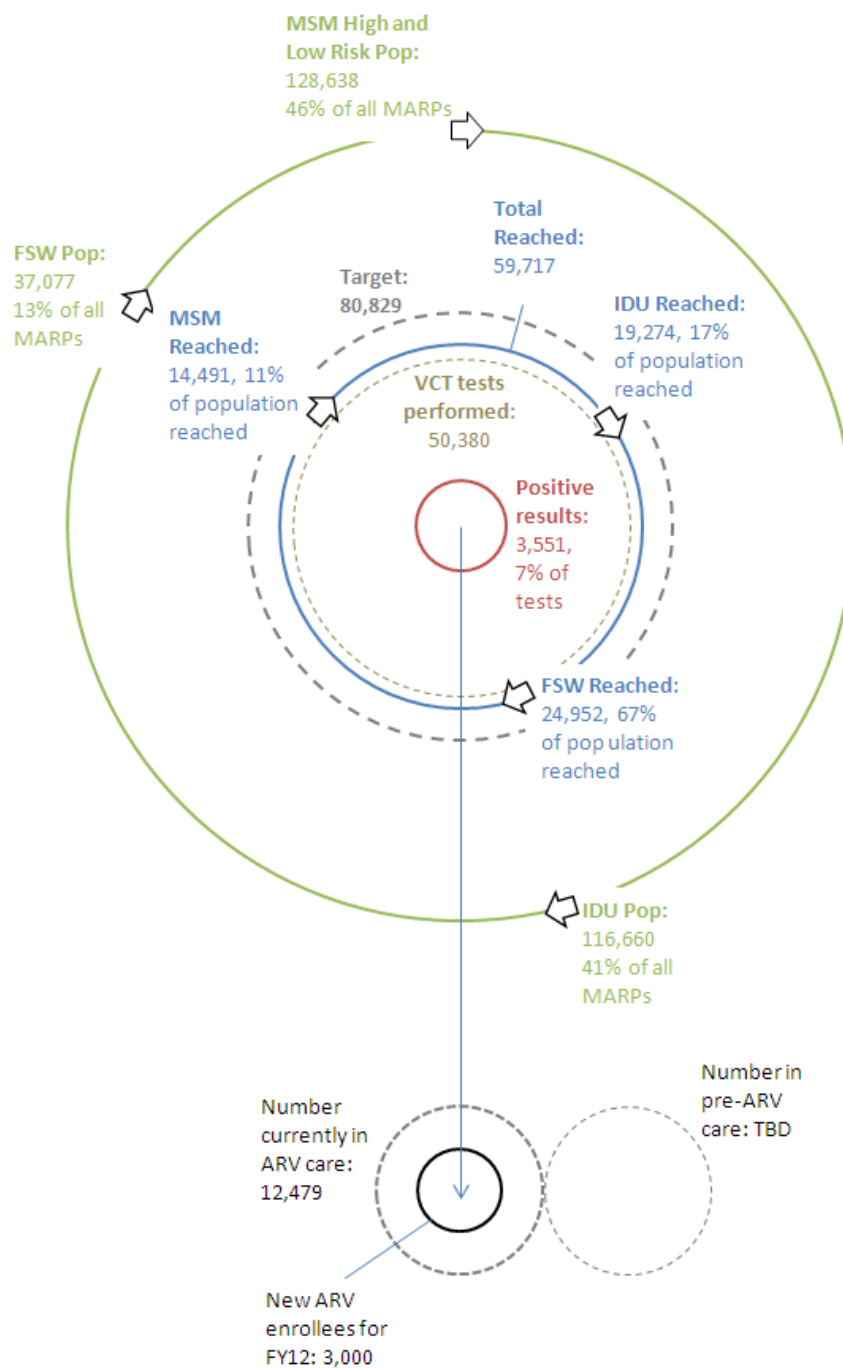 MSM High and
Low Risk Pop:
128,638
46% of all MARPs
FSW Pop:
37,077
13% of all
MARPs
Total
Reached:
59,717
Target:
80,829
IDU Reached:
19,274, 17%
of population
reached
MSM
Reached:
14,491, 11%
of population
reached
VCT tests
performed:
50,380
Positive
results:
3,551,
7% of
tests
FSW Reached:
24,952, 67%
of pop ulation
reached
IDU Pop:
116,660
41% of all
MARPs
Number
currently in
ARV care:
12,479
Number in
pre-ARV
care: TBD
New ARV
enrollees for
FY12: 3,000